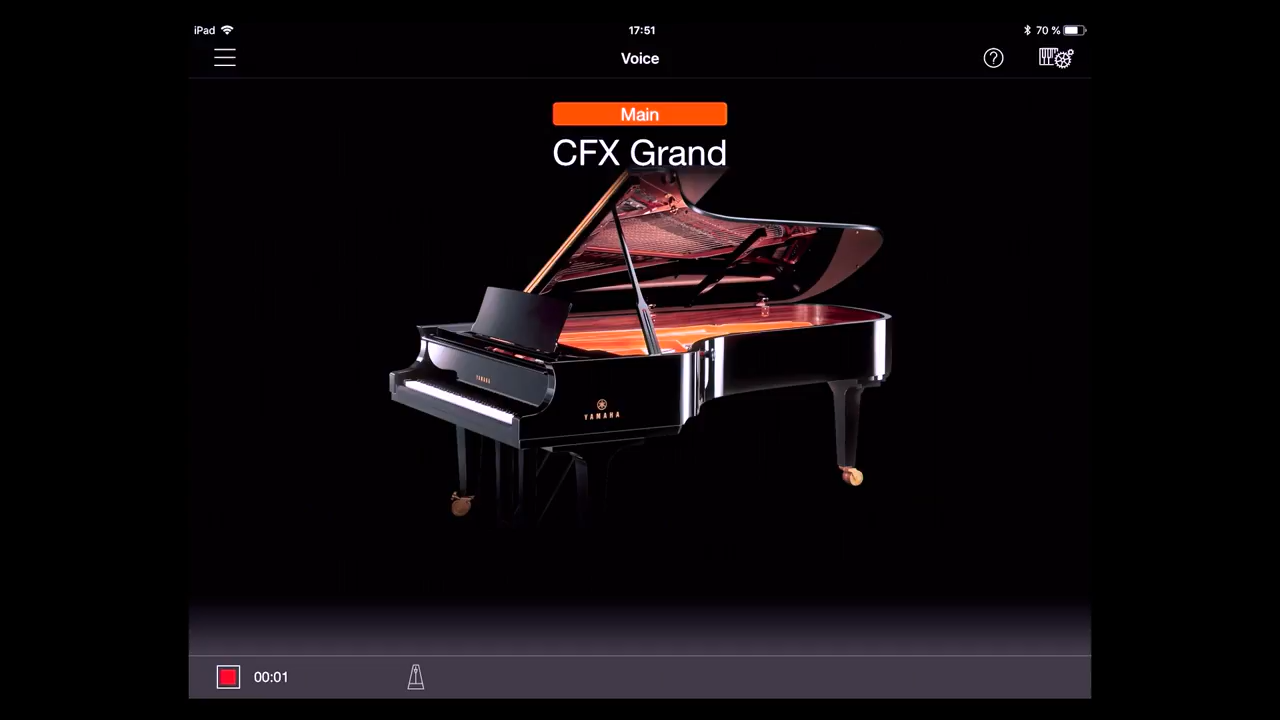 iPad 17:51 70 %
Voice ?
Main
CFX Grand
YAMAHA
YAMAHA
00:01